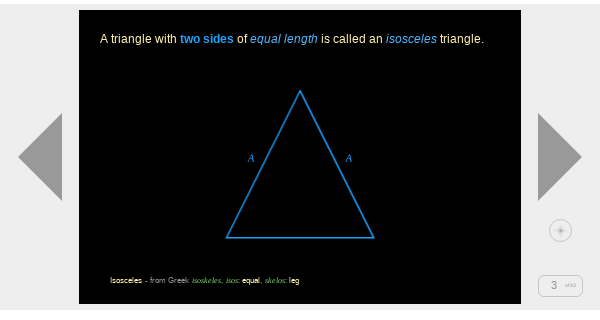 A triangle with two sides of equal length is called an isosceles triangle.
A A
Isosceles - from Greek isoskeles, isos: equal, skelos: leg
3